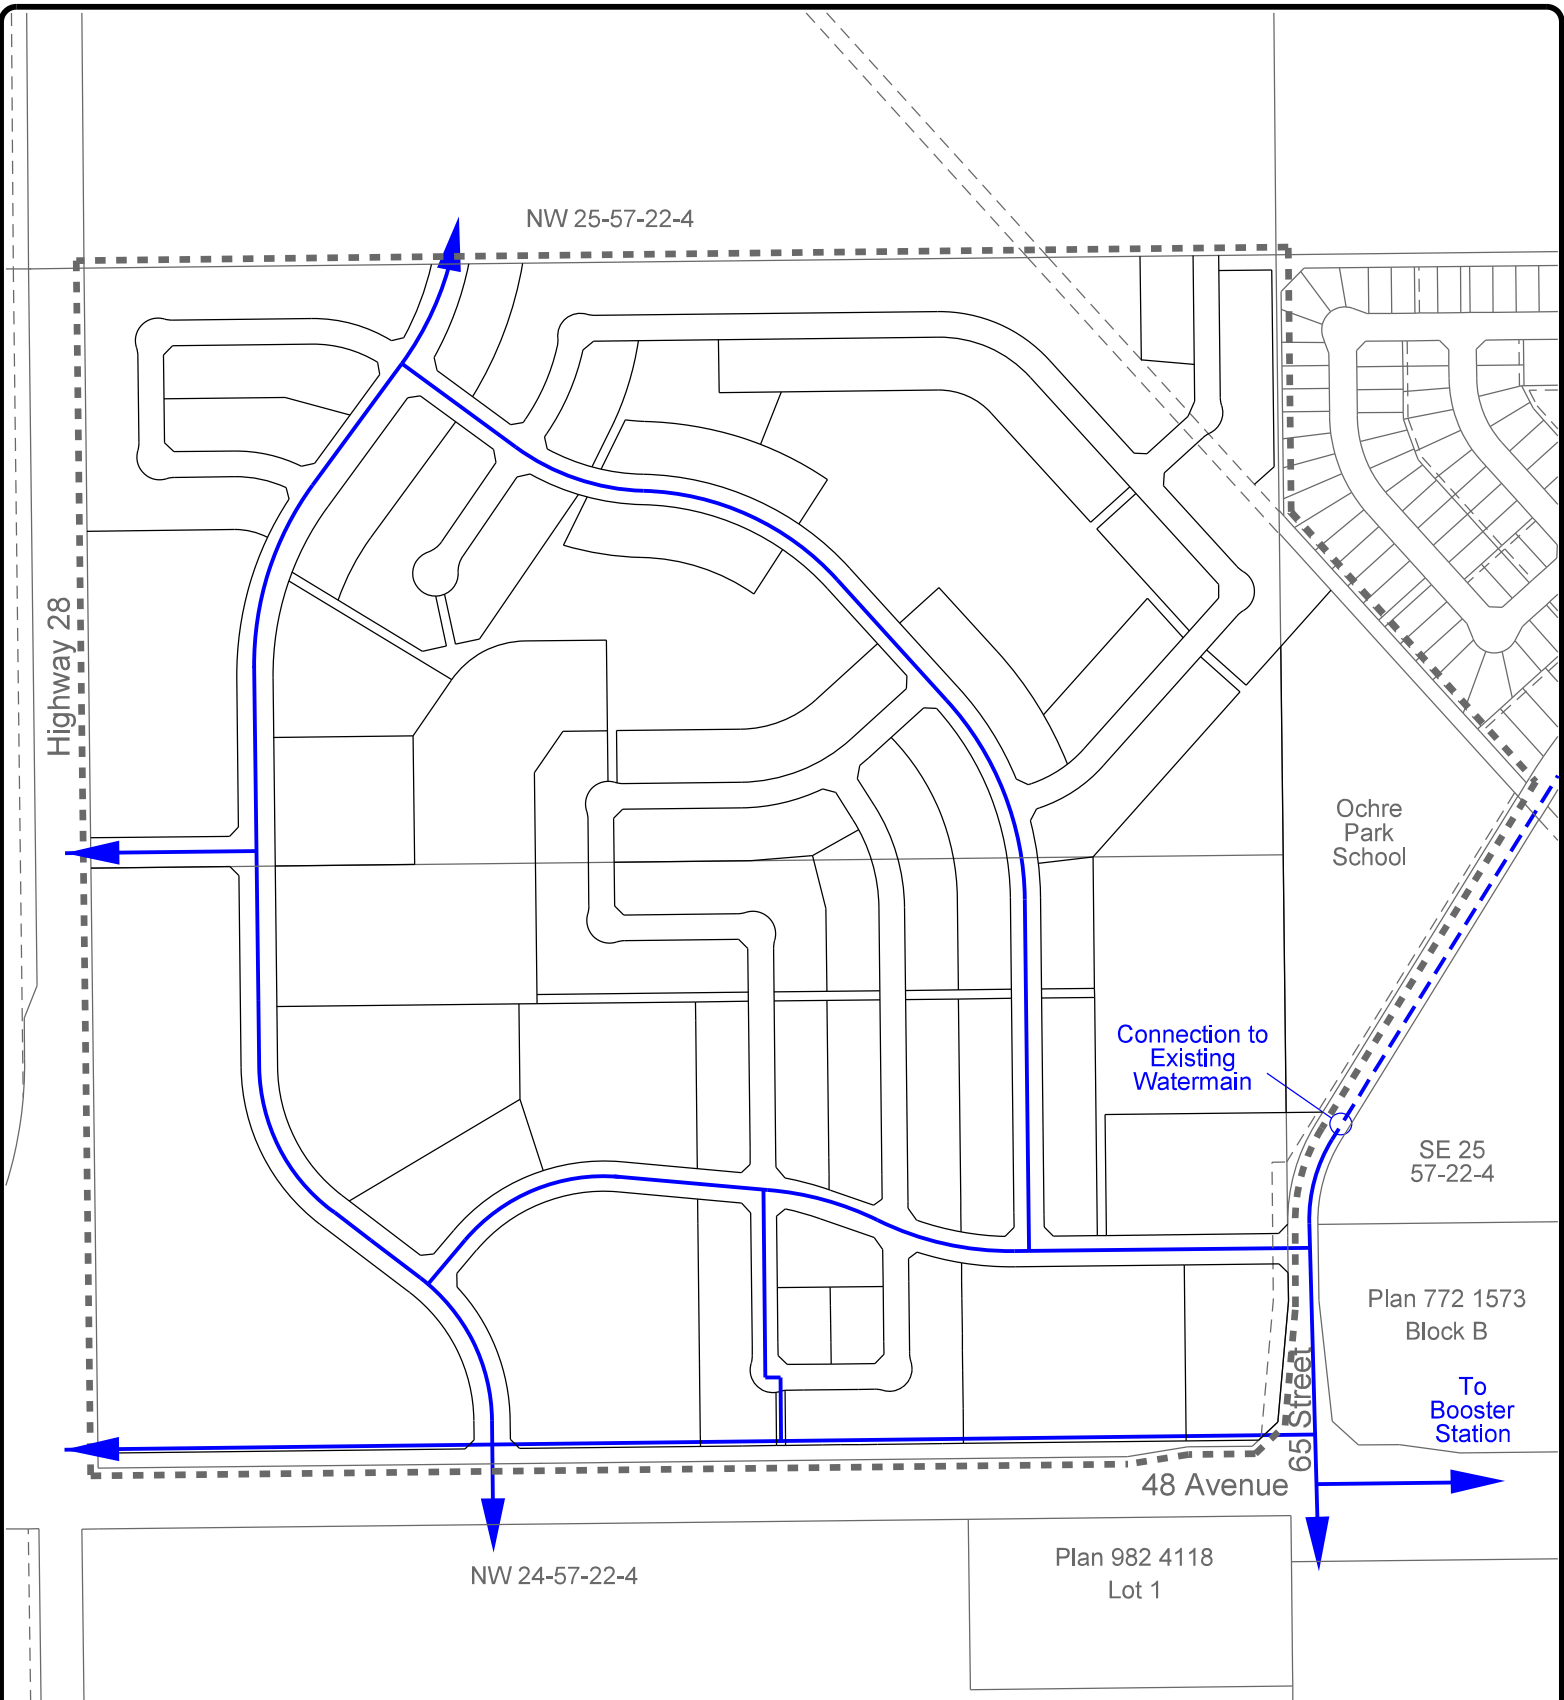 NW 25-57-22-4
Highway 28
Ochre
Park
School
Connection to
Existing
Watermain
SE 25
57-22-4
Plan 772 1573
Block B
To
Booster
Station
65 Street
48 Avenue
NW 24-57-22-4
Plan 982 4118
Lot 1